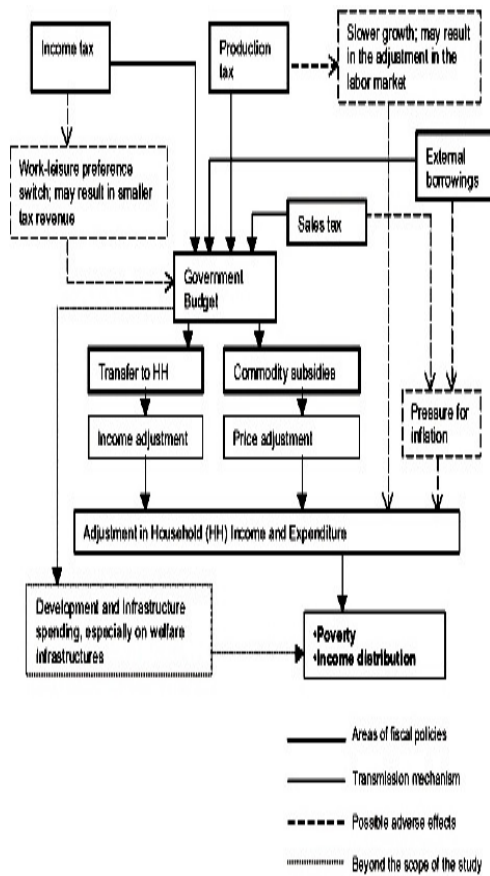 Income tax
Production
tax
Slower growth; may result
in the adjustment in the
labor market
Work-leisure preference
switch; may result in smaller
tax revenue
External
borrowings
Sales tax
Government
Budget
Transfer to HH
Commodity subsidies
Income adjustment
Price adjustment
Pressure for
inflation
Adjustment in Household (HH) Income and Expenditure
Development and Infrastructure
spending, especially on welfare
infrastructures
•Poverty
•Income distribution
Areas of fiscal policies
Transmission mechanism
Possible adverse effects
Beyond the scope of the study